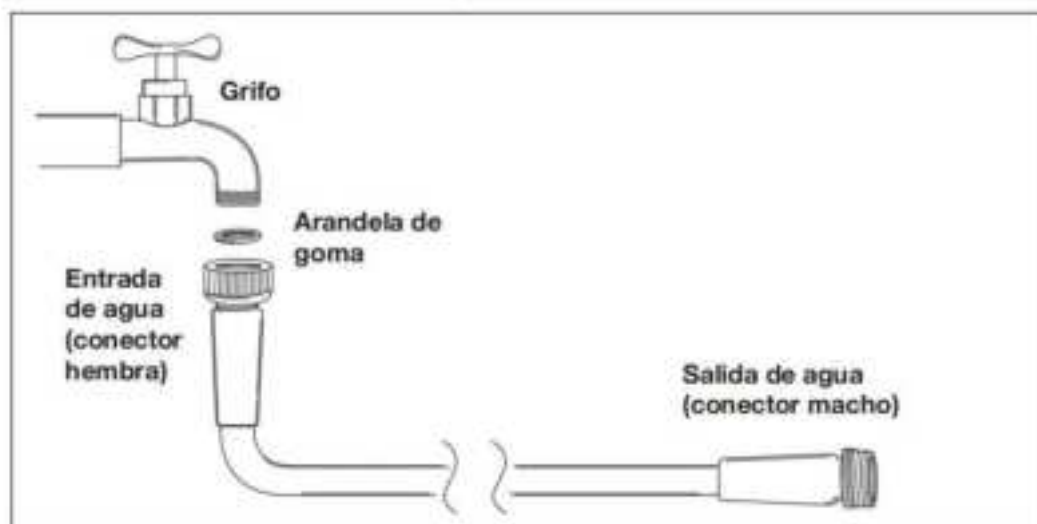 Grifo
Arandela de
goma
Entrada
de agua
(conector
hembra)
Salida de agua
(conector macho)